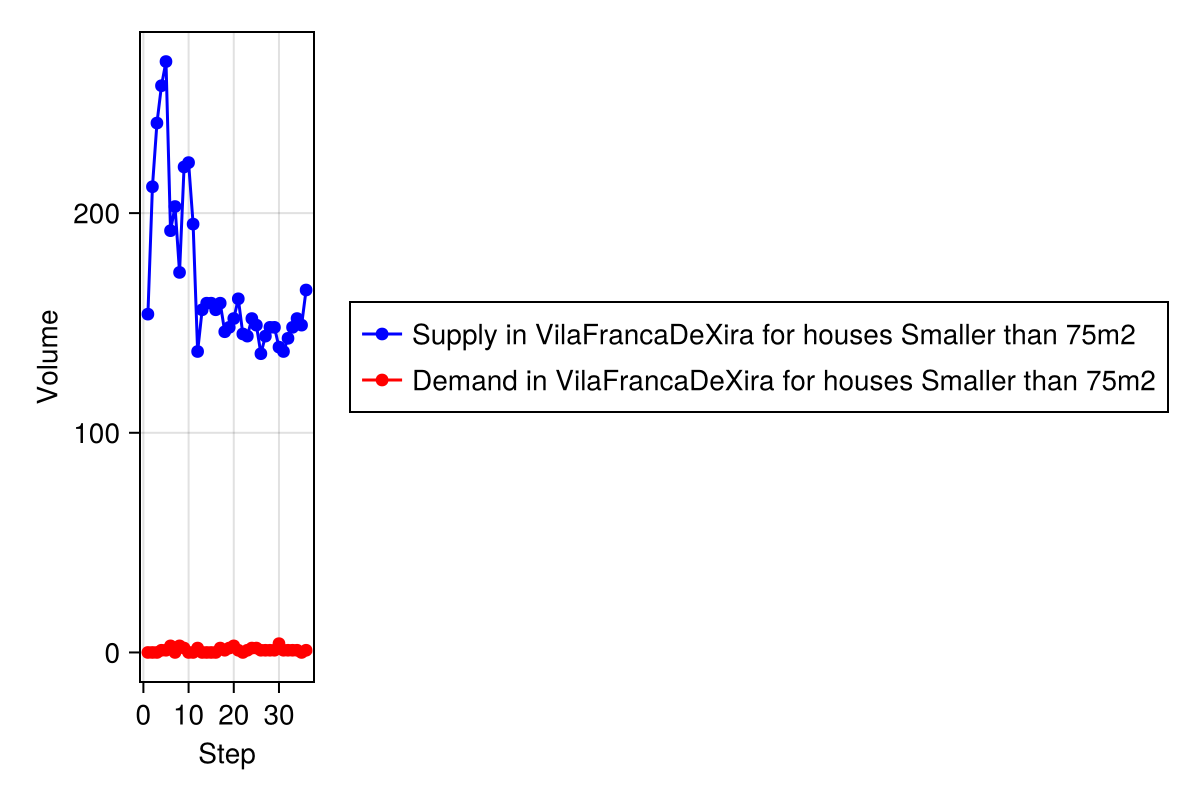 Volume
200
100
0
0 10 20 30
Step
Supply in VilaFrancaDeXira for houses Smaller than 75m2
Demand in VilaFrancaDeXira for houses Smaller than 75m2